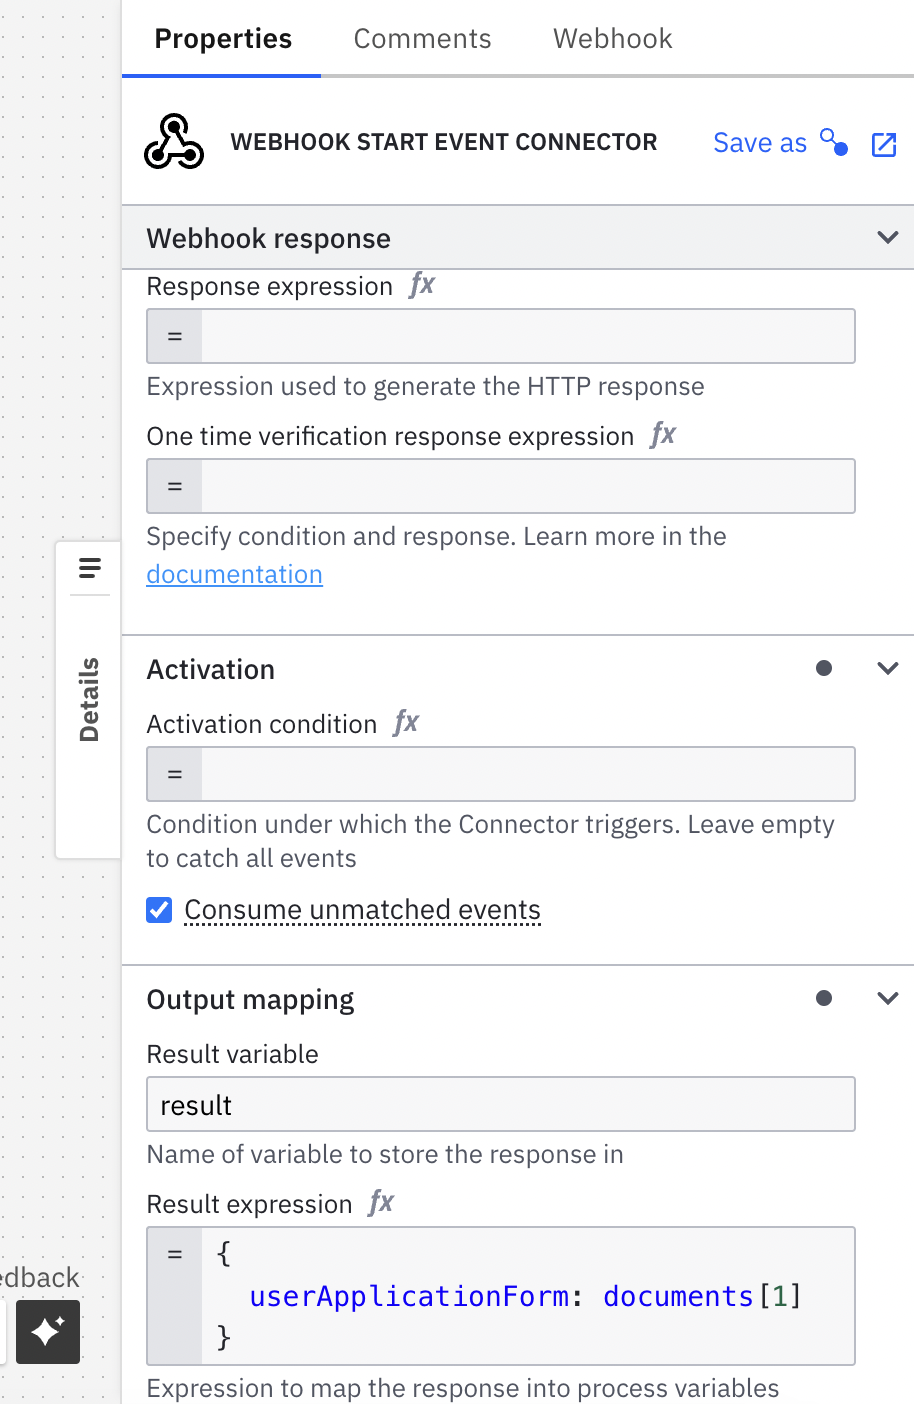 Properties Comments Webhook
WEBHOOK START EVENT CONNECTOR Save as
Webhook response
Response expression fx
=
Expression used to generate the HTTP response
One time verification response expression fx
=
Specify condition and response. Learn more in the
documentation
Details
Activation
Activation condition fx
=
Condition under which the Connector triggers. Leave empty
to catch all events
Consume unmatched events
Output mapping
Result variable
result
Name of variable to store the response in
Result expression fx
= {
userApplicationForm: documents[1]
}
edback
Expression to map the response into process variables